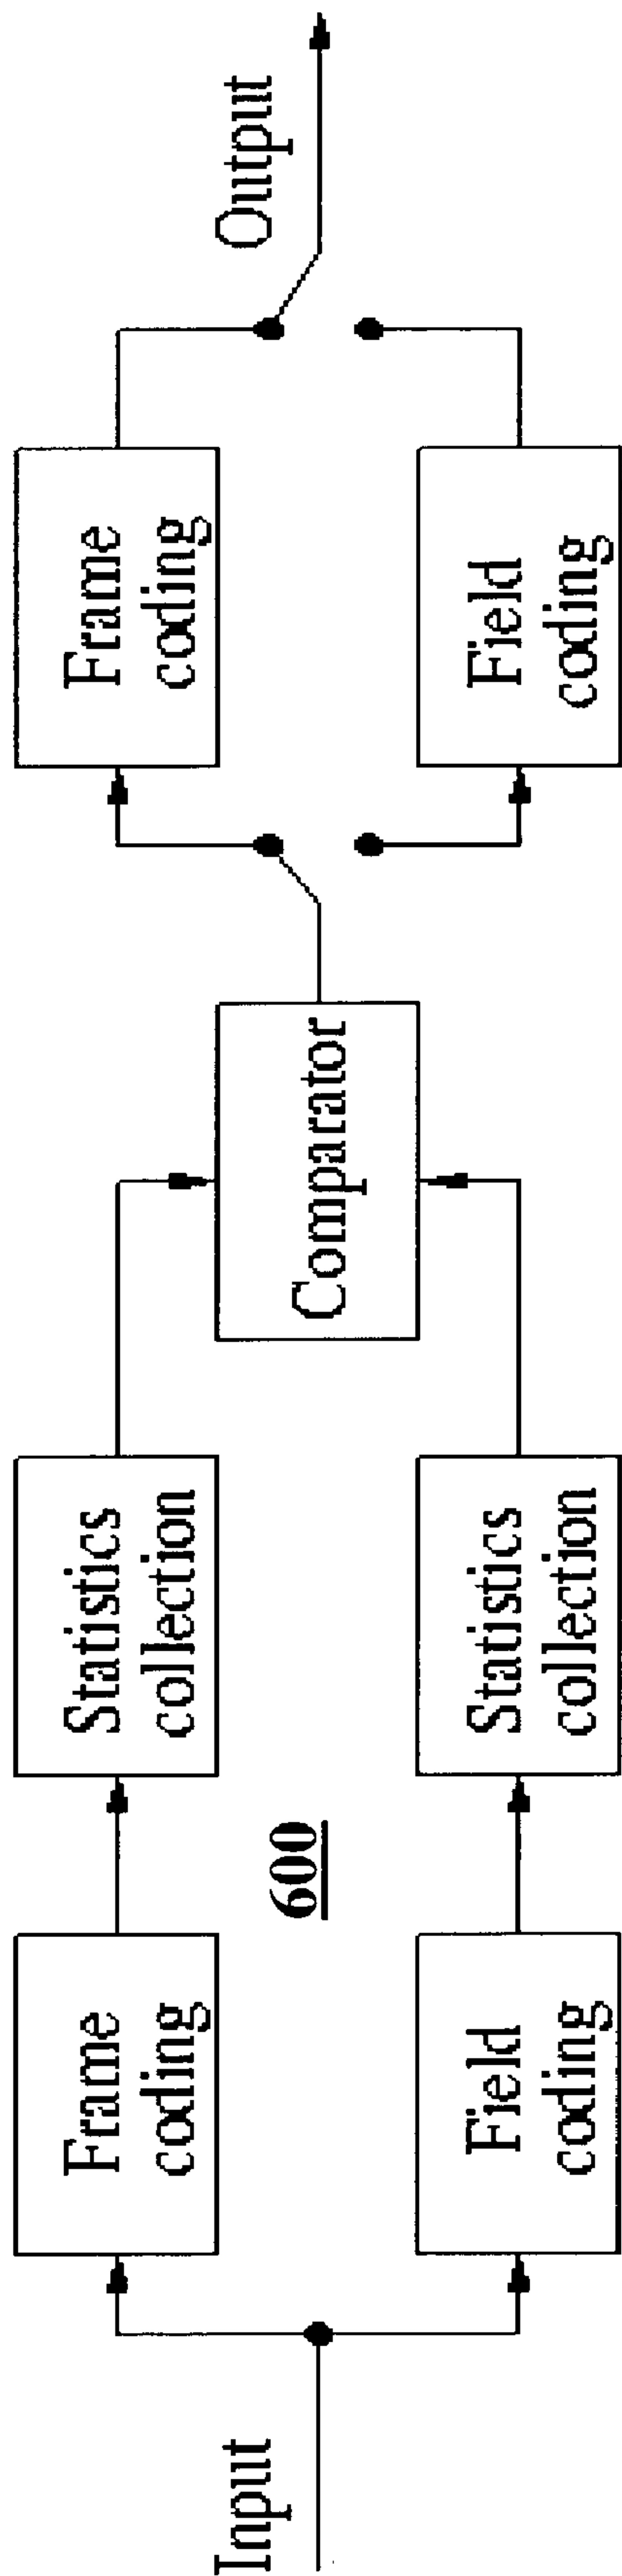 Input
Frame
coding
Field
coding
600
Statistics
collection
Statistics
collection
Comparator
Frame
coding
Field
coding
Output